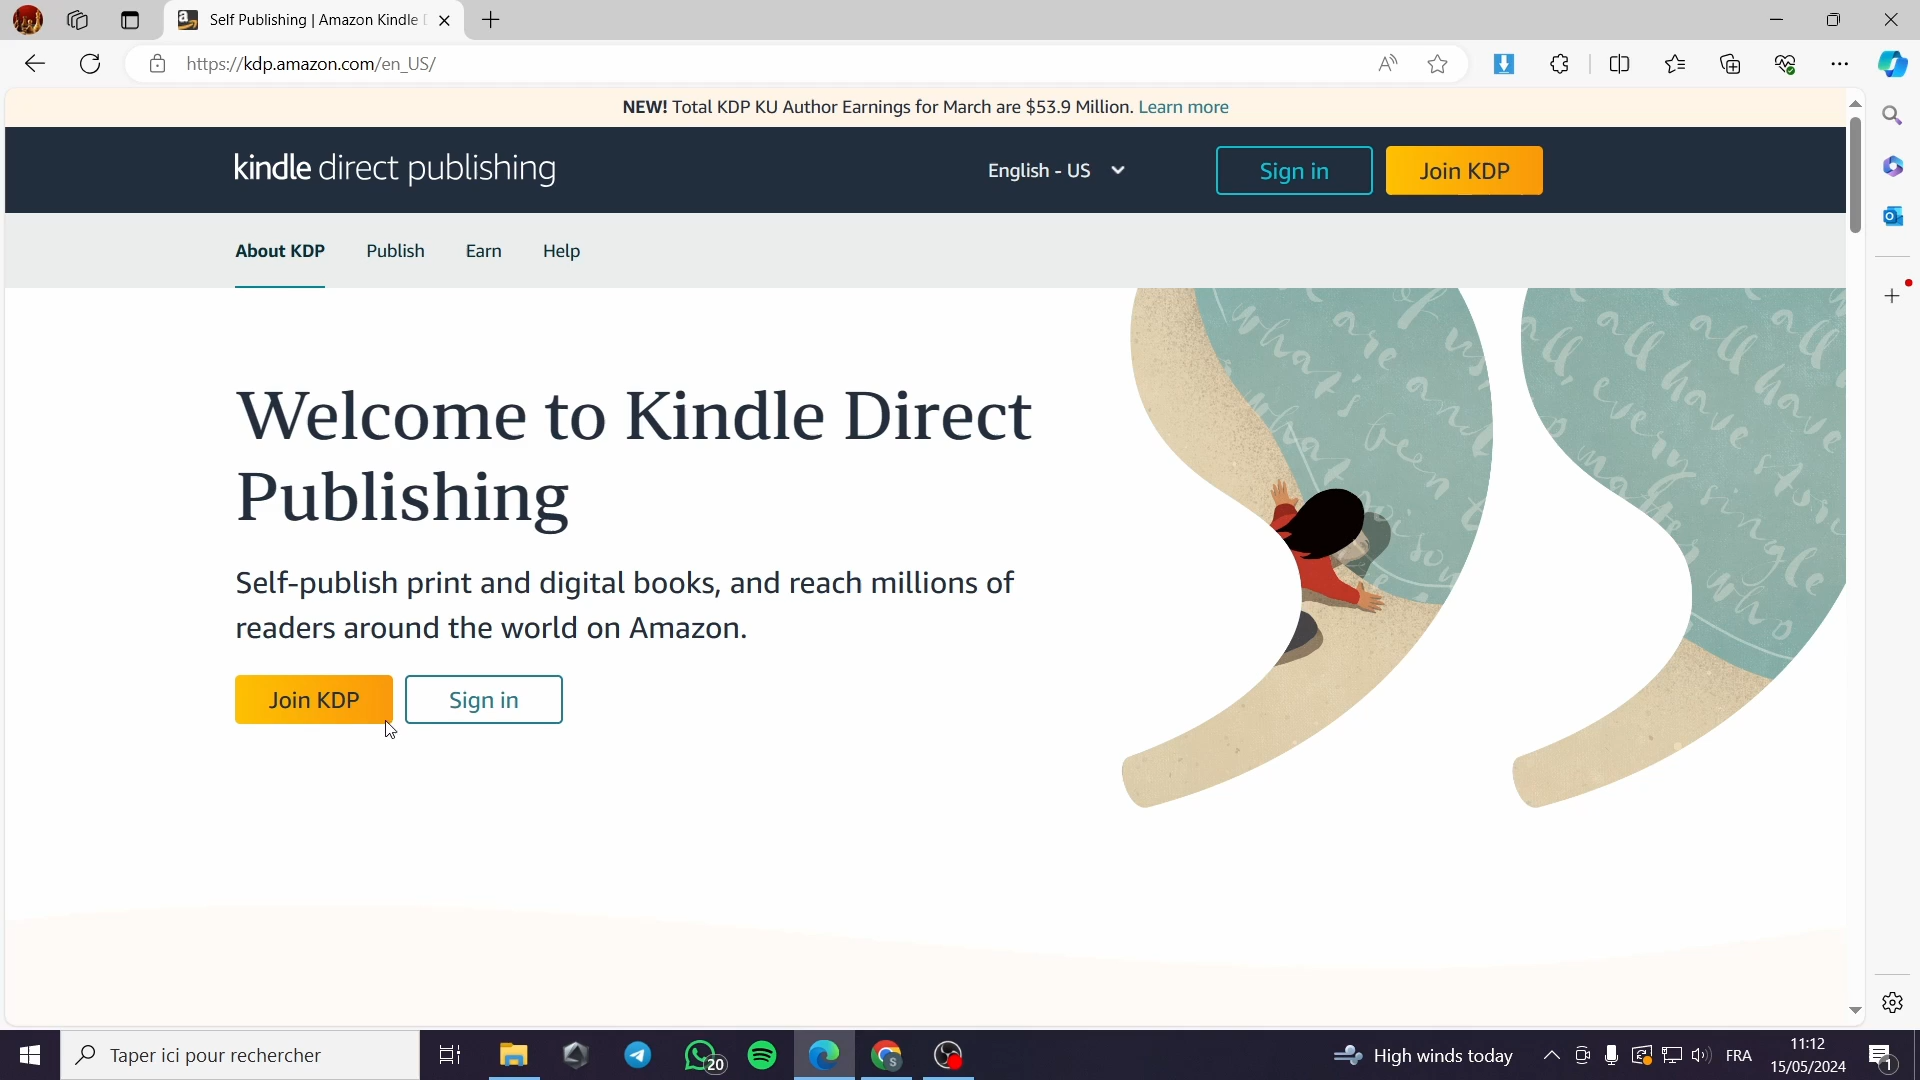 Self Publishing | Amazon Kindle
https://kdp.amazon.com/en_US/
NEW! Total KDP KU Author Earnings for March are $53.9 Million. Learn more
kindle direct publishing
English - US
Sign in
Join KDP
About KDP
Publish
Earn
Help
Welcome to Kindle Direct
Publishing
Self-publish print and digital books, and reach millions of
readers around the world on Amazon.
Join KDP
Sign in
Taper ici pour rechercher
20
High winds today
FRA
11:12
15/05/2024
1